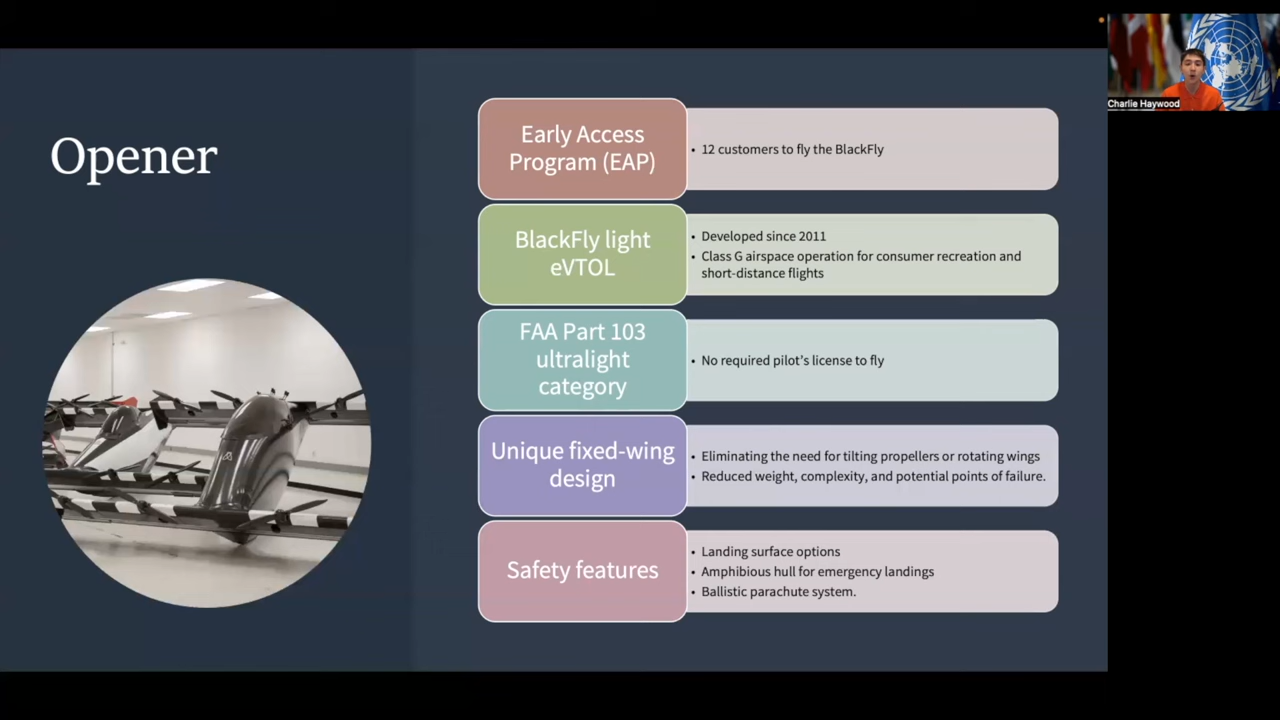 Opener
Early Access
Program (EAP)
• 12 customers to fly the BlackFly
BlackFly light
eVTOL
• Developed since 2011
• Class G airspace operation for consumer recreation and
short-distance flights
FAA Part 103
ultralight
category
• No required pilot’s license to fly
Unique fixed-wing
design
• Eliminating the need for tilting propellers or rotating wings
• Reduced weight, complexity, and potential points of failure.
Safety features
• Landing surface options
• Amphibious hull for emergency landings
• Ballistic parachute system.
Charlie Haywood